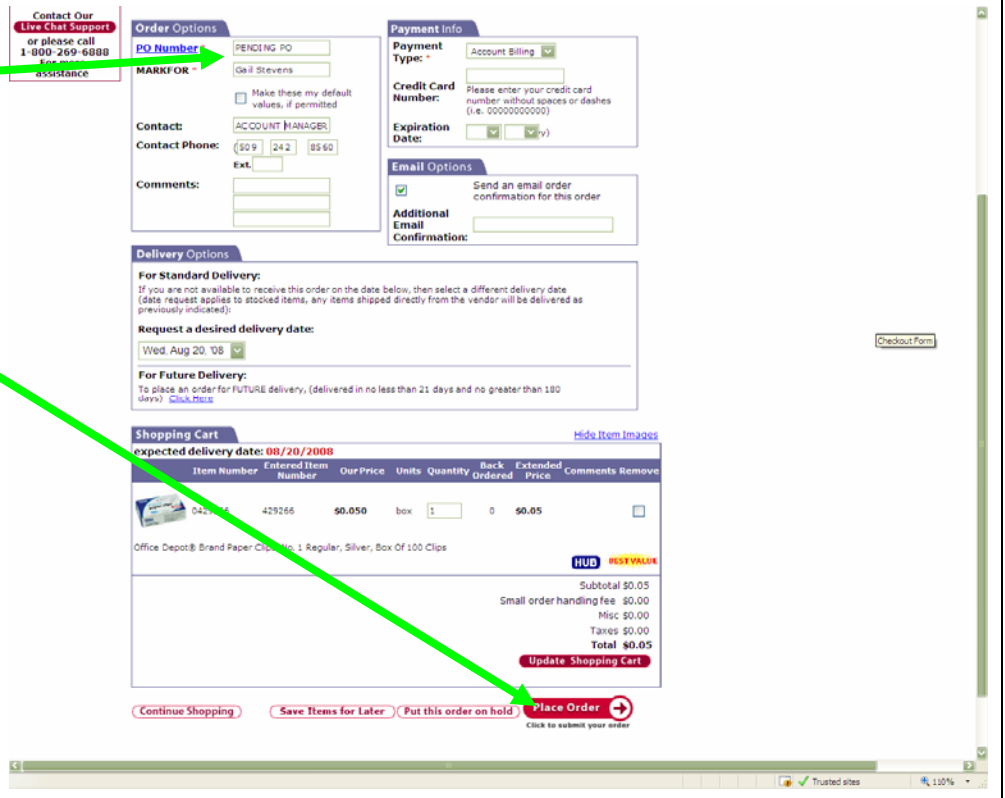 Contact Our
Live Chat Support
or please call
1-800-269-6888
For more
assistance
Order Options
PO Number
PENDING PO
MARKFOR *
Gail Stevens
Make these my default
values, if permitted
Contact:
ACCOUNT MANAGER
Contact Phone:
(509 242 8560
Ext.
Comments:
Payment Info
Payment
Type: *
Account Billing
Credit Card
Number:
Please enter your credit card
number without spaces or dashes
(i.e. 00000000000)
Expiration
Date:
v)
Email Options
Send an email order
confirmation for this order
Additional
Email
Confirmation:
Delivery Options
For Standard Delivery:
If you are not available to receive this order on the date below, then select a different delivery date
(date request applies to stocked items, any items shipped directly from the vendor will be delivered as
previously indicated):
Request a desired delivery date:
Wed, Aug 20, '08
Checkout Form
For Future Delivery:
To place an order for FUTURE delivery, (delivered in no less than 21 days and no greater than 180
days) Click Here
Shopping Cart
Hide Item Images
expected delivery date: 08/20/2008
Item Number Entered Item Number Our Price Units Quantity Back Ordered Extended Price Comments Remove
429266 $0.050 box 1 0 $0.05
Office Depot® Brand Paper Clips, No. 1 Regular, Silver, Box Of 100 Clips
HUB BEST VALUE
Subtotal $0.05
Small order handling fee $0.00
Misc $0.00
Taxes $0.00
Total $0.05
Update Shopping Cart
Continue Shopping
Save Items for Later
Put this order on hold
Place Order
Click to submit your order
Trusted sites
110%